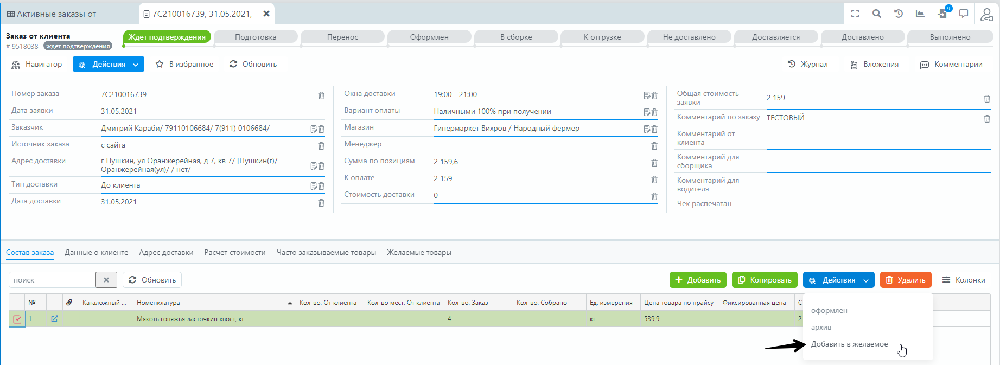 Активные заказы от
7C210016739, 31.05.2021,
9
Заказ от клиента
# 9518038 ждет подтверждения
Ждет подтверждения
Подготовка
Перенос
Оформлен
В сборке
К отгрузке
Не доставлено
Доставляется
Доставлено
Выполнено
Навигатор
Действия
В избранное
Обновить
Журнал
Вложения
Комментарии
Номер заказа 7C210016739
Дата заявки 31.05.2021
Заказчик Дмитрий Караби/ 79110106684/ 7(911) 0106684/
Источник заказа с сайта
Адрес доставки г Пушкин, ул Оранжерейная, д 7, кв 7/ [Пушкин(г)/
Оранжерейная(ул)/ / нет/
Тип доставки До клиента
Дата доставки 31.05.2021
Окна доставки 19:00 - 21:00
Вариант оплаты Наличными 100% при получении
Магазин Гипермаркет Вихров / Народный фермер
Менеджер
Сумма по позициям 2 159,6
К оплате 2 159
Стоимость доставки 0
Общая стоимость
заявки 2 159
Комментарий по заказу ТЕСТОВЫЙ
Комментарий от
клиента
Комментарий для
сборщика
Комментарий для
водителя
Чек распечатан
Состав заказа Данные о клиенте Адрес доставки Расчет стоимости Часто заказываемые товары Желаемые товары
поиск
Обновить
Добавить
Копировать
Действия
Удалить
Колонки
№ Каталожный ... Номенклатура Кол-во. От клиента Кол-во мест. От клиента Кол-во. Заказ Кол-во. Собрано Ед. измерения Цена товара по прайсу Фиксированная цена
1 Мякоть говяжья ласточкин хвост, кг 4 кг 539,9
оформлен
архив
Добавить в желаемое